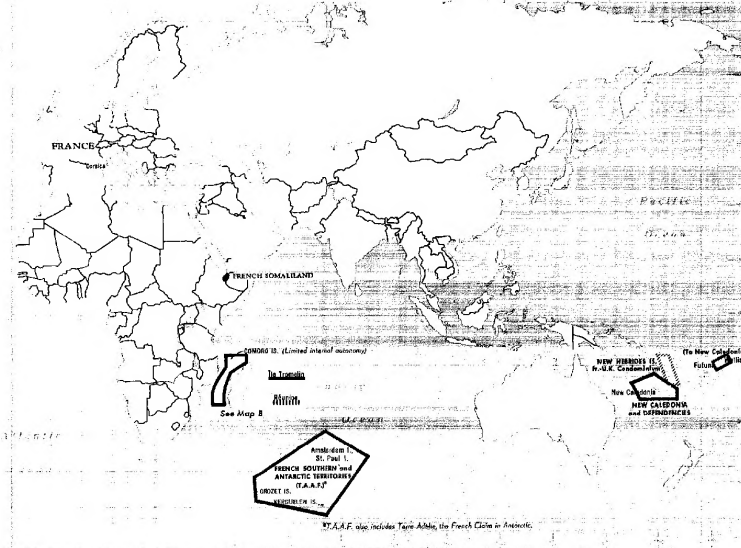 FRANCE
Corsica
Pacific
FRENCH SOMALILAND
COMORO IS. (Limited internal autonomy)
Ile Tromelin
Réunion
See Map B
NEW HEBRIDES IS.
Fr.-U.K. Condominium
(To New Caledonia
Futuna
New Caledonia
NEW CALEDONIA
and DEPENDENCIES
Atlantic
Amsterdam I.
St. Paul I.
FRENCH SOUTHERN and
ANTARCTIC TERRITORIES
(T.A.A.F.)*
CROZET IS.
KERGUELEN IS.
*T.A.A.F. also includes Terre Adélie, the French Claim in Antarctic.